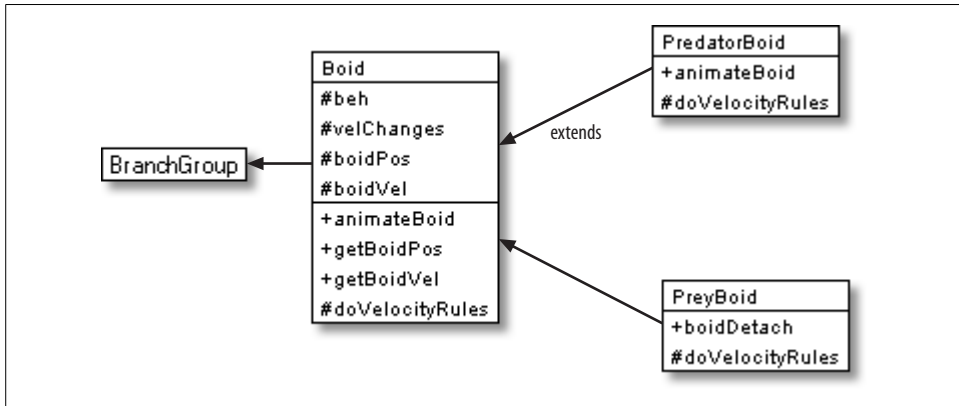 BranchGroup
Boid
#beh
#velChanges
#boidPos
#boidVel
+animateBoid
+getBoidPos
+getBoidVel
#doVelocityRules
extends
PredatorBoid
+animateBoid
#doVelocityRules
PreyBoid
+boidDetach
#doVelocityRules